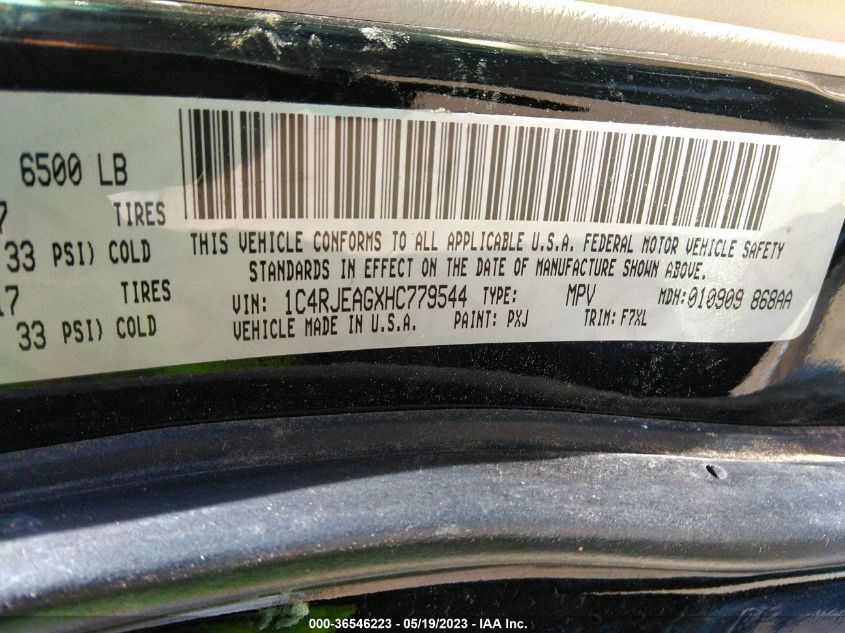 6500 LB
7 TIRES
33 PSI) COLD
17 TIRES
33 PSI) COLD
THIS VEHICLE CONFORMS TO ALL APPLICABLE U.S.A. FEDERAL MOTOR VEHICLE SAFETY
STANDARDS IN EFFECT ON THE DATE OF MANUFACTURE SHOWN ABOVE.
VIN: 1C4RJEAGXHC779544 TYPE: MPV MDH:010909 868AA
VEHICLE MADE IN U.S.A. PAINT: PXJ TRIM: F7XL
000-36546223 - 05/19/2023 - IAA Inc.